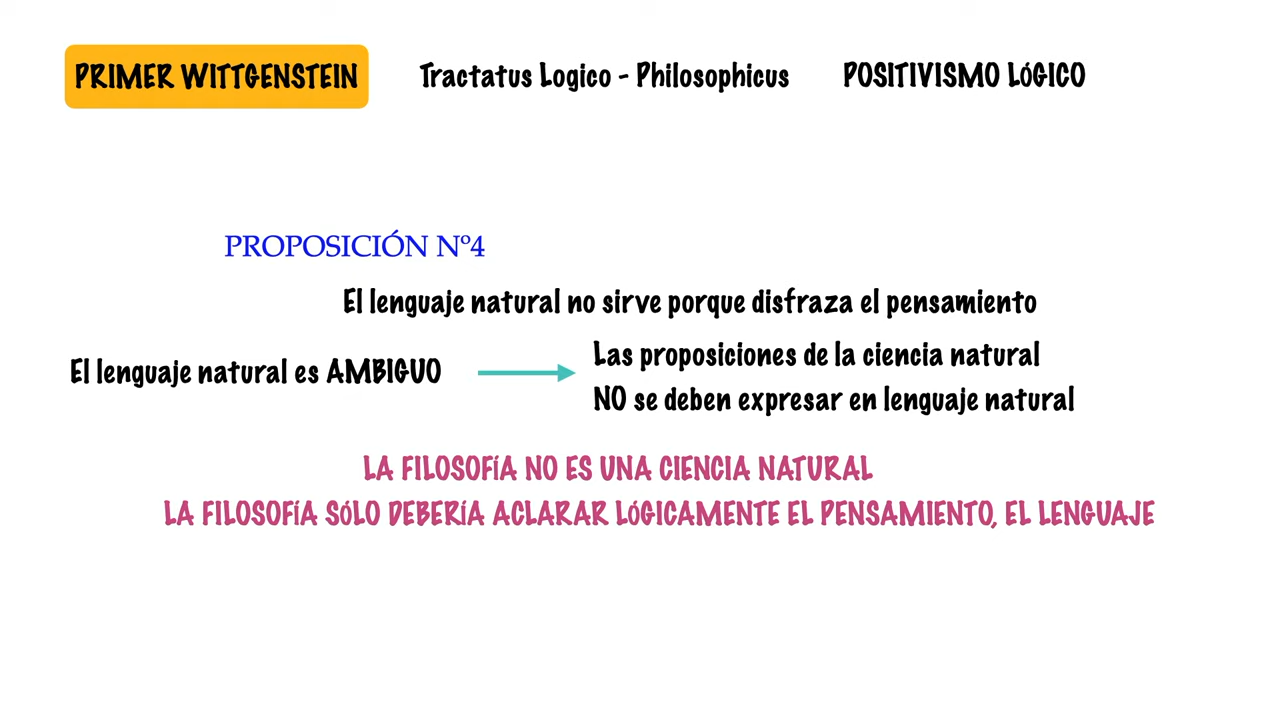 PRIMER WITTGENSTEIN Tractatus Logico - Philosophicus POSITIVISMO LÓGICO
PROPOSICIÓN Nº4
El lenguaje natural no sirve porque disfraza el pensamiento
El lenguaje natural es AMBIGUO
Las proposiciones de la ciencia natural
NO se deben expresar en lenguaje natural
LA FILOSOFÍA NO ES UNA CIENCIA NATURAL
LA FILOSOFÍA SÓLO DEBERÍA ACLARAR LÓGICAMENTE EL PENSAMIENTO, EL LENGUAJE